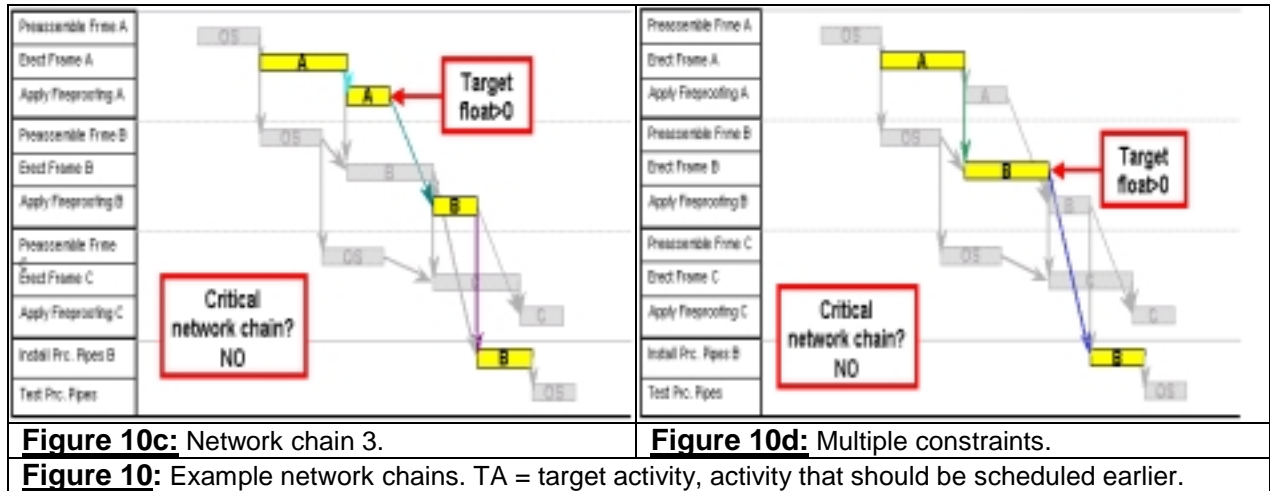 Preassemble Frme A
Erect Frame A
Apply Fireproofing A
Preassemble Frme B
Erect Frame B
Apply Fireproofing B
Preassemble Frme
C
Erect Frame C
Apply Fireproofing C
Install Prc. Pipes B
Test Prc. Pipes
OS
A
A
Target
float>0
OS
B
B
OS
C
C
Critical
network chain?
NO
B
OS
Preassemble Frme A
Erect Frame A
Apply Fireproofing A
Preassemble Frme B
Erect Frame B
Apply Fireproofing B
Preassemble Frme C
Erect Frame C
Apply Fireproofing C
Install Prc. Pipes B
Test Prc. Pipes
OS
A
A
OS
B
Target
float>0
B
OS
C
C
Critical
network chain?
NO
B
OS
Figure 10c: Network chain 3.
Figure 10d: Multiple constraints.
Figure 10: Example network chains. TA = target activity, activity that should be scheduled earlier.